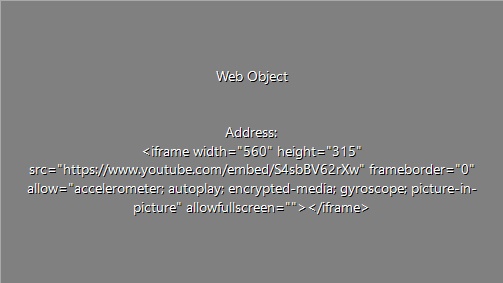 Web Object
Address:
<iframe width="560" height="315"
src="https://www.youtube.com/embed/S4sbBV62rXw" frameborder="0"
allow="accelerometer; autoplay; encrypted-media; gyroscope; picture-in-
picture" allowfullscreen=""></iframe>